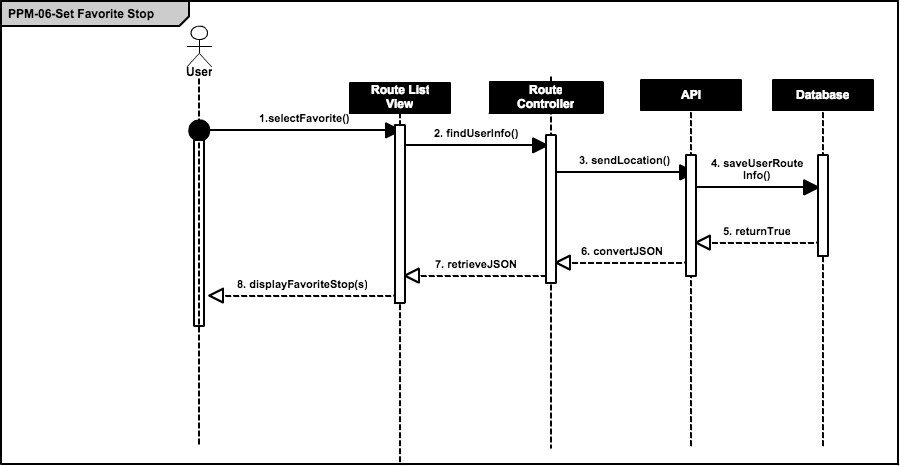 PPM-06-Set Favorite Stop
User
Route List
View
Route
Controller
API
Database
1.selectFavorite()
2. findUserInfo()
3. sendLocation()
4. saveUserRoute
Info()
5. returnTrue
6. convertJSON
7. retrieveJSON
8. displayFavoriteStop(s)